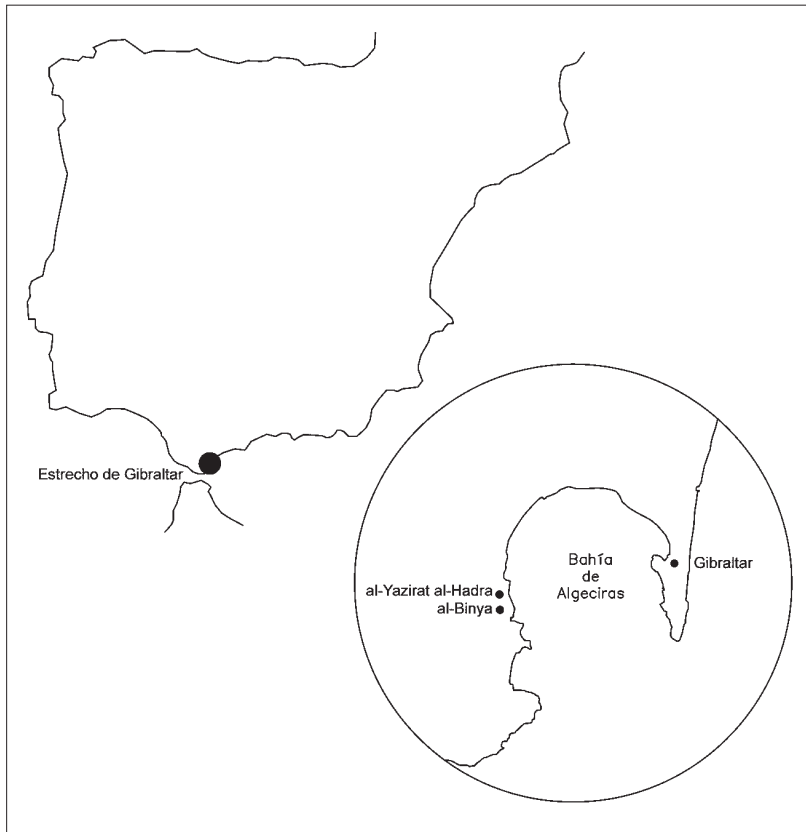 Estrecho de Gibraltar
Bahía
de
Algeciras
Gibraltar
al-Yazirat al-Hadra
al-Binya